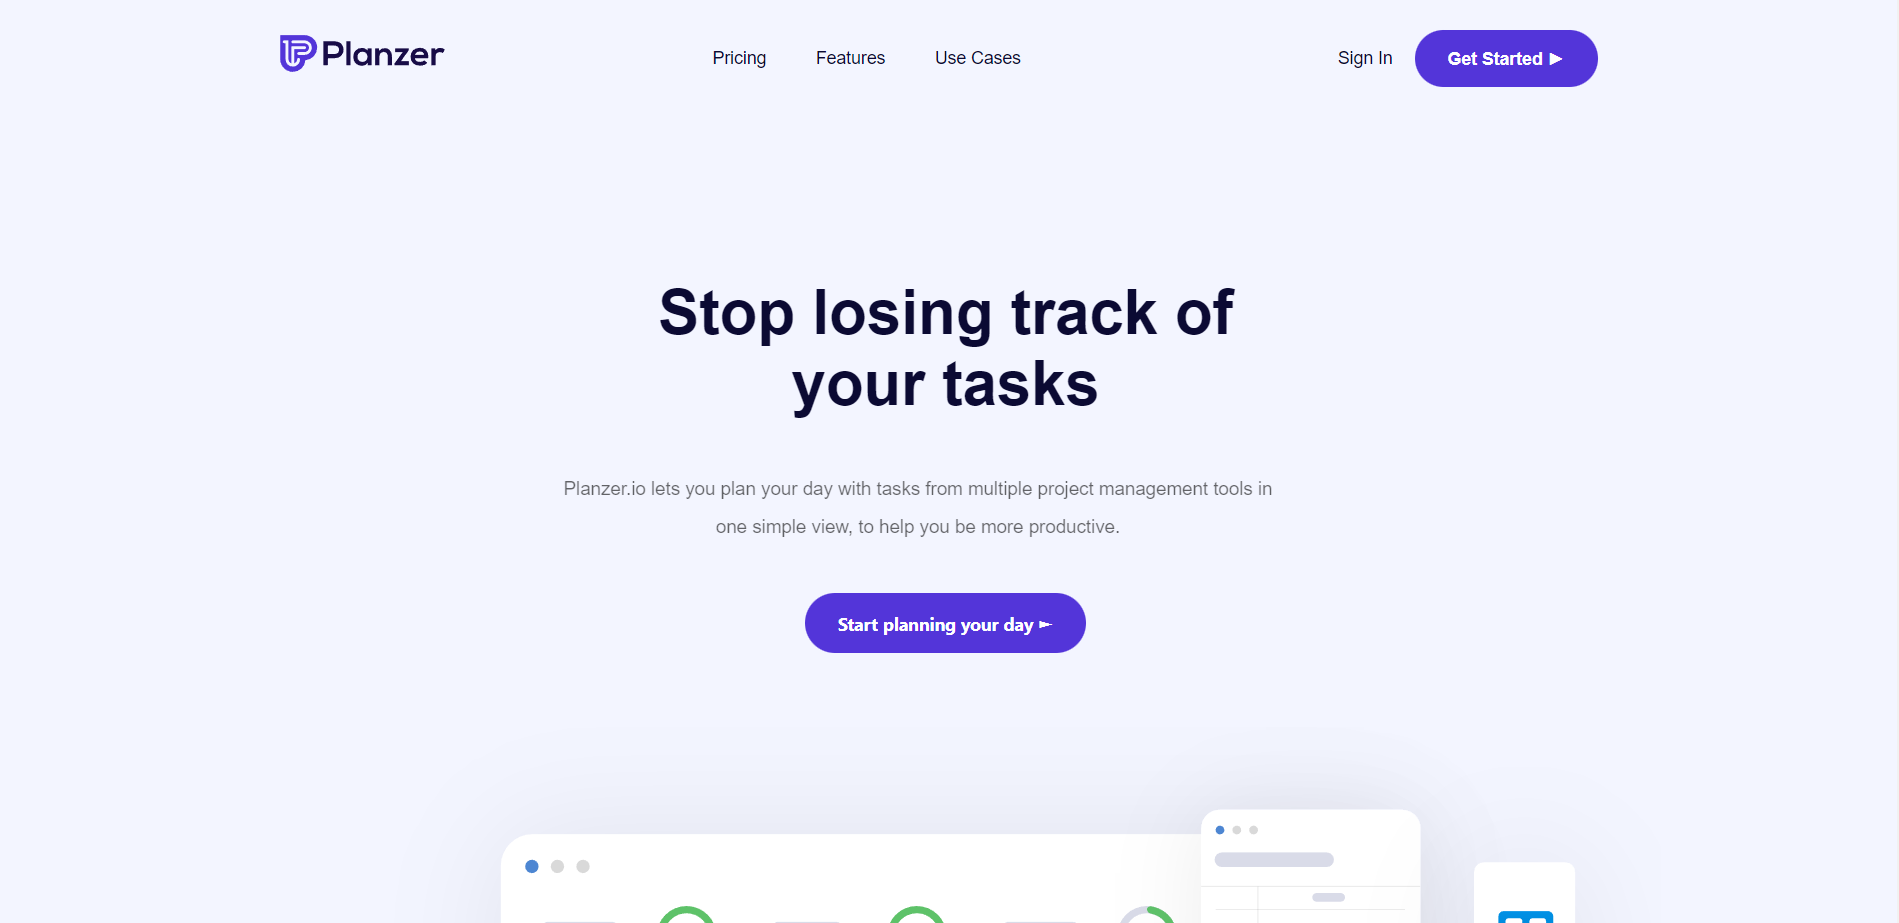 Planzer
Pricing
Features
Use Cases
Sign In
Get Started ►
Stop losing track of
your tasks
Planzer.io lets you plan your day with tasks from multiple project management tools in
one simple view, to help you be more productive.
Start planning your day ►